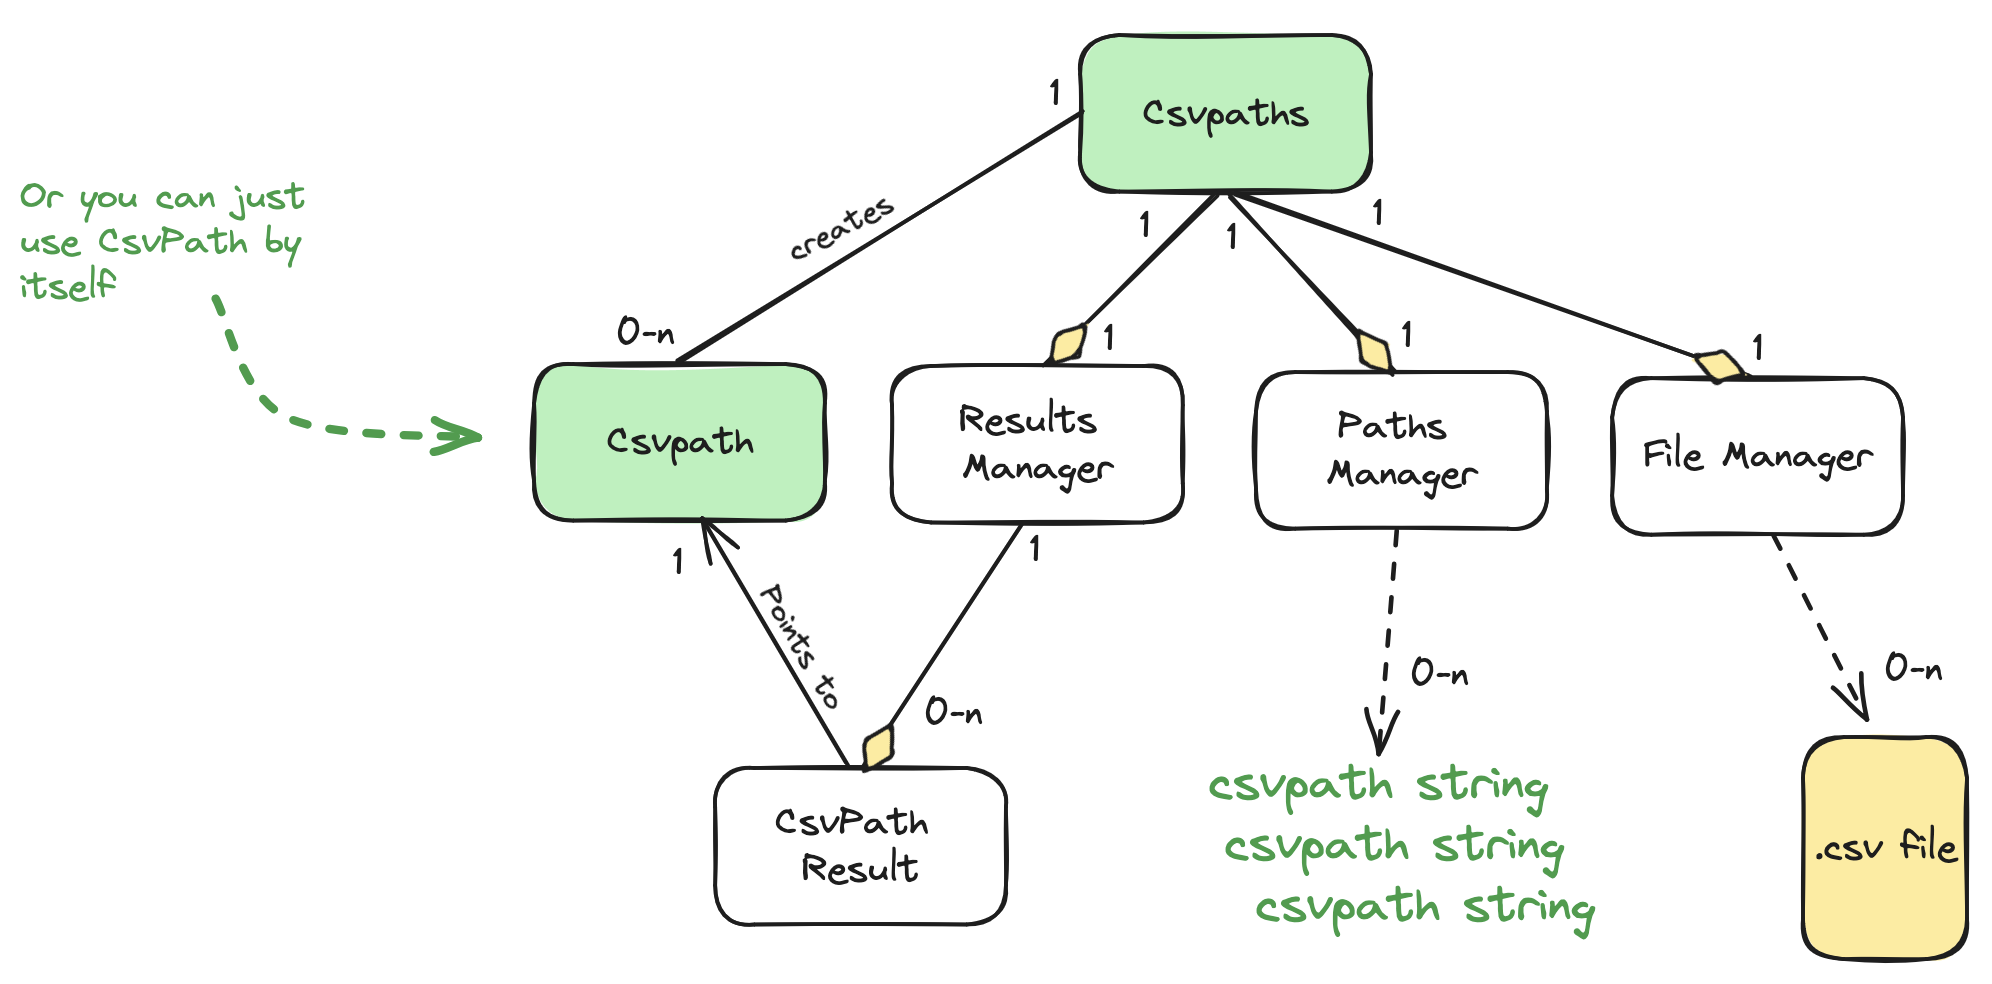 Csvpaths
1
creates
0-n
1
1
1
1
1
1
Or you can just
use CsvPath by
itself
Csvpath
Results
Manager
Paths
Manager
File Manager
1
Points to
1
0-n
0-n
0-n
CsvPath
Result
csvpath string
csvpath string
csvpath string
.csv file